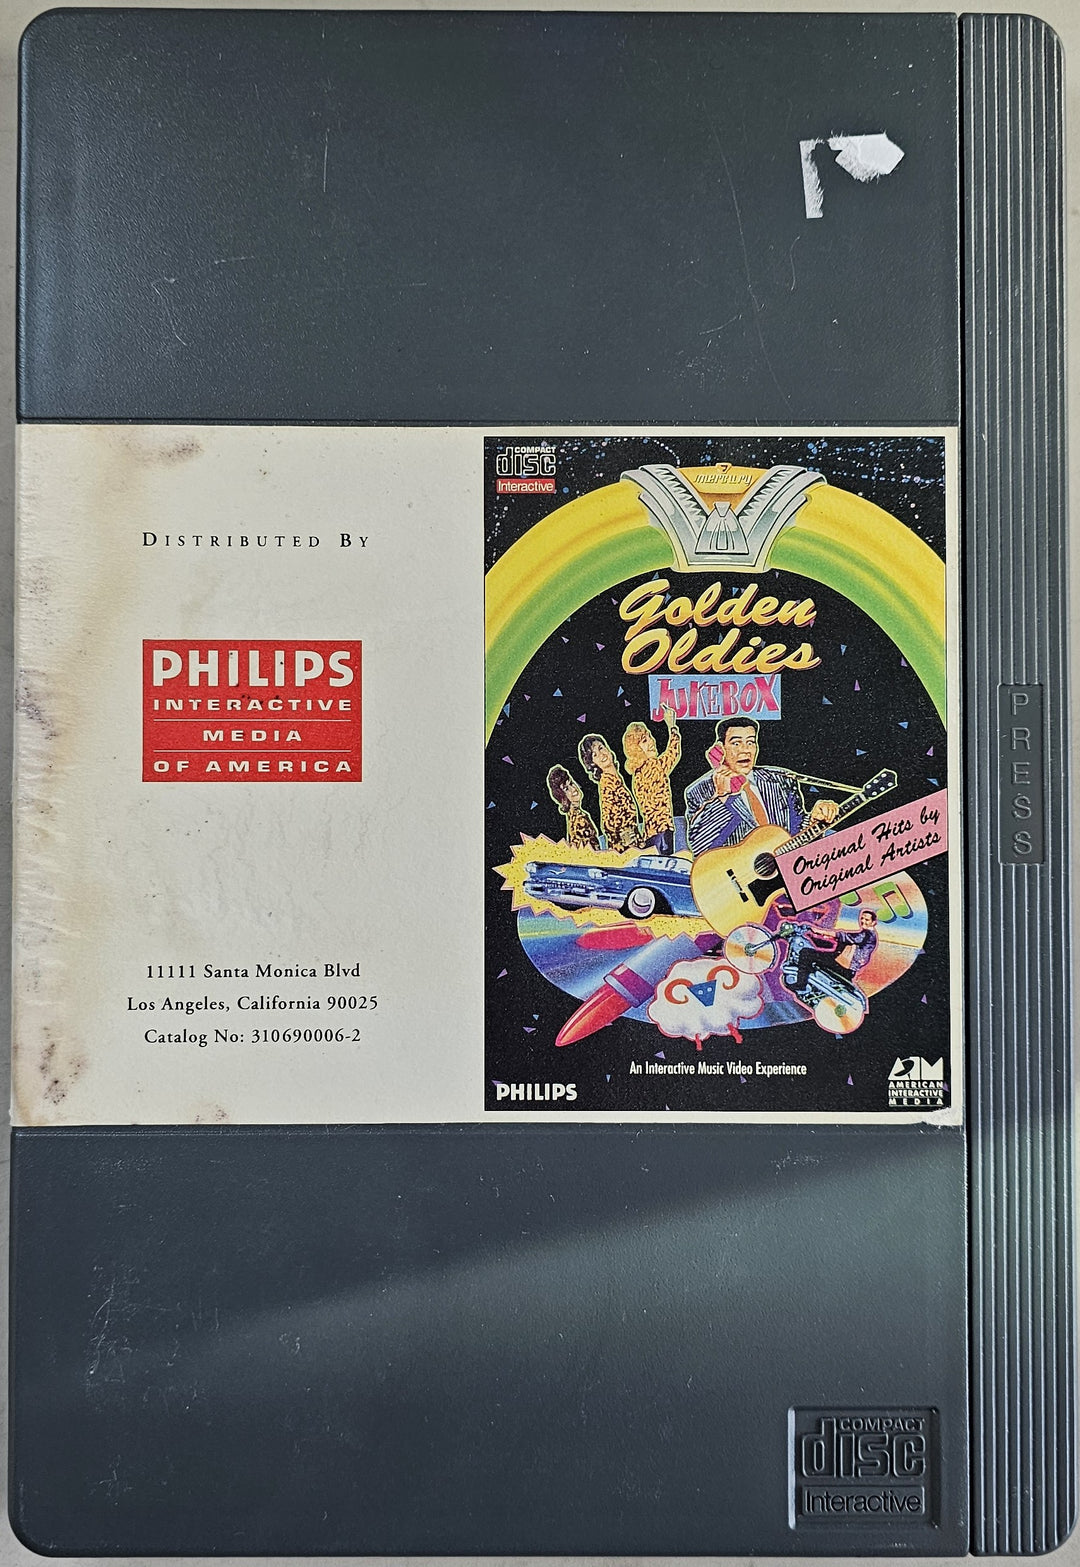 DISTRIBUTED BY
PHILIPS
INTERACTIVE
MEDIA
OF AMERICA
11111 Santa Monica Blvd
Los Angeles, California 90025
Catalog No: 310690006-2
COMPACT
disc
Interactive
mercury
Golden
Oldies
JUKEBOX
Original Hits by
Original Artists
An Interactive Music Video Experience
PHILIPS
AIM
AMERICAN
INTERACTIVE
MEDIA
PRESS
COMPACT
disc
Interactive